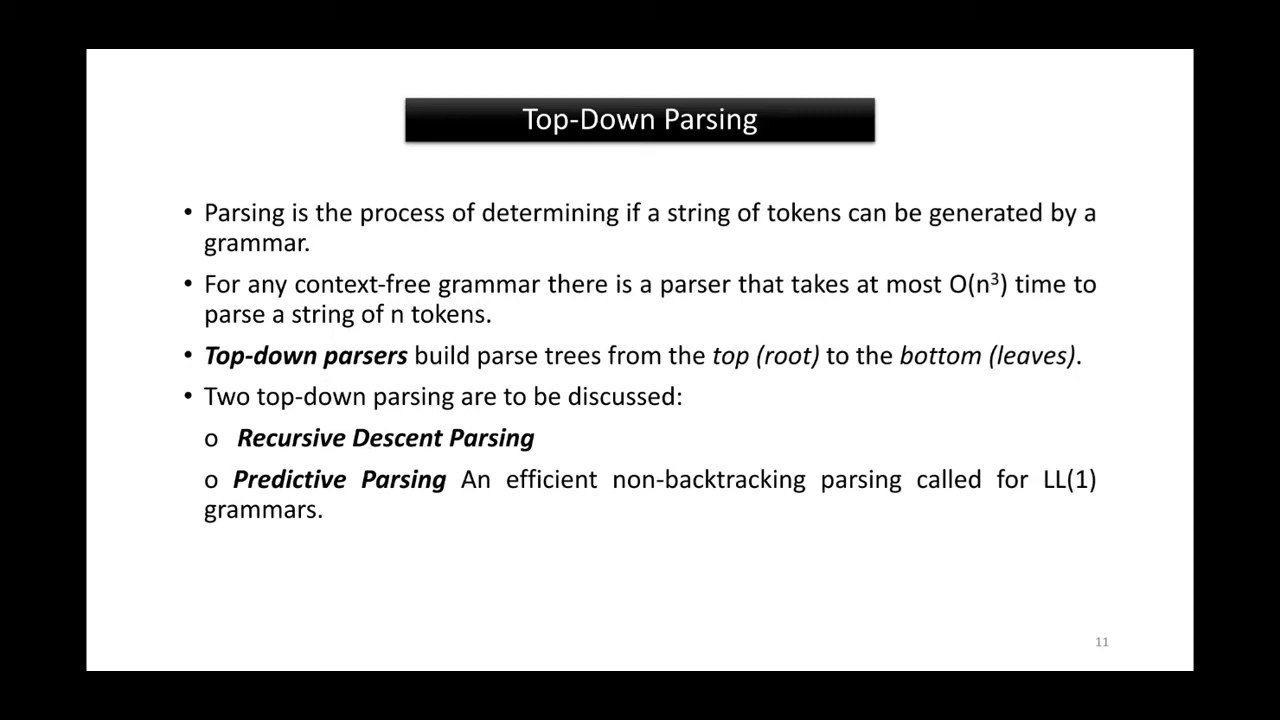 Top-Down Parsing
• Parsing is the process of determining if a string of tokens can be generated by a
grammar.
• For any context-free grammar there is a parser that takes at most O(n³) time to
parse a string of n tokens.
• Top-down parsers build parse trees from the top (root) to the bottom (leaves).
• Two top-down parsing are to be discussed:
o Recursive Descent Parsing
o Predictive Parsing An efficient non-backtracking parsing called for LL(1)
grammars.
11